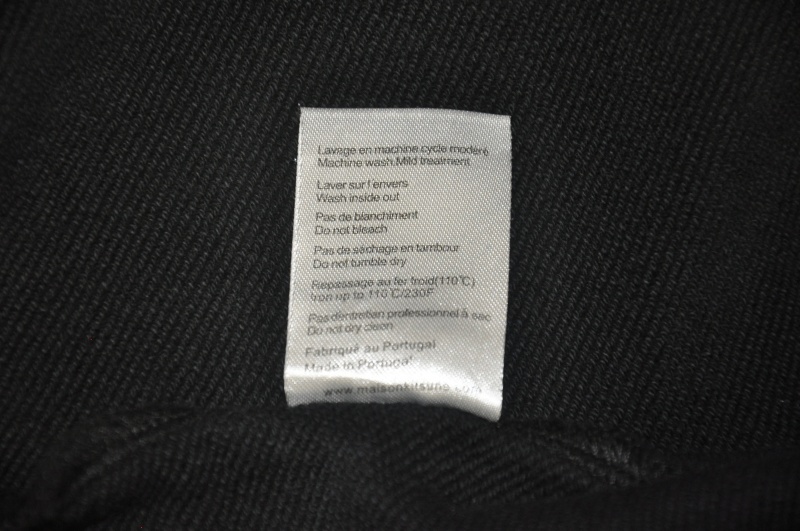 Lavage en machine.cycle modéré
Machine wash.Mild treatment
Laver sur l'envers
Wash inside out
Pas de blanchiment
Do not bleach
Pas de séchage en tambour
Do not tumble dry
Repassage au fer froid(110℃)
Iron up to 110℃/230F
Pas d'entretien professionnel à sec
Do not dry clean
Fabriqué au Portugal
Made in Portugal
www.maisonkitsune.com